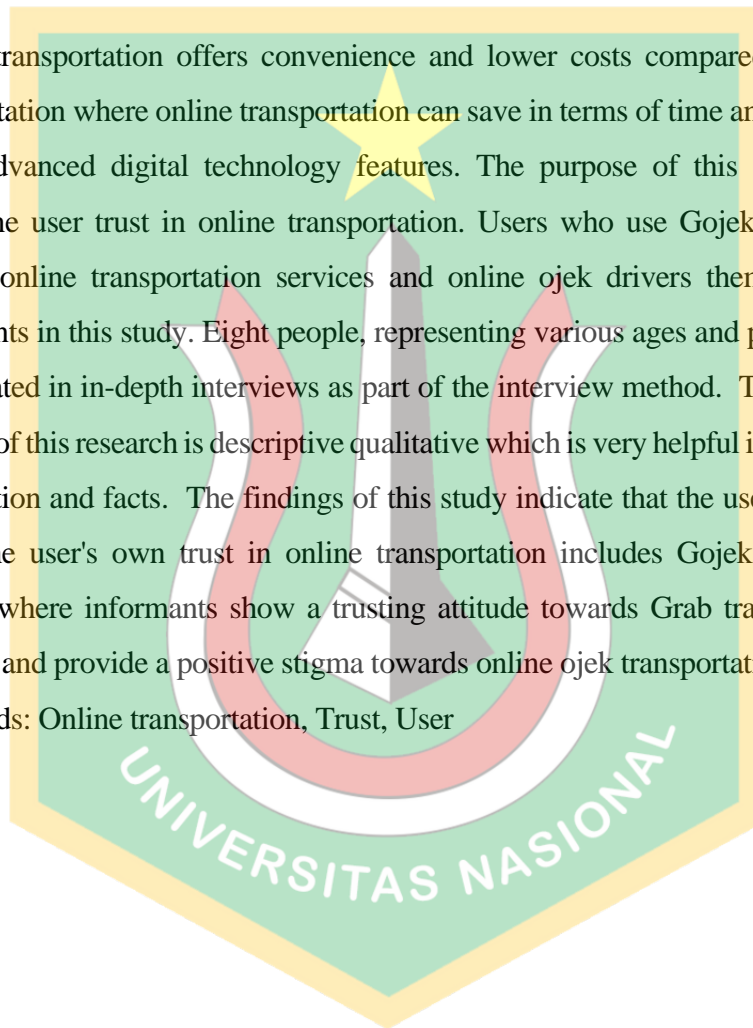 transportation offers convenience and lower costs compared
tation where online transportation can save in terms of time an
dvanced digital technology features. The purpose of this
ne user trust in online transportation. Users who use Gojek
online transportation services and online ojek drivers then
nts in this study. Eight people, representing various ages and p
ated in in-depth interviews as part of the interview method. T
of this research is descriptive qualitative which is very helpful i
tion and facts. The findings of this study indicate that the use
ne user's own trust in online transportation includes Gojek
where informants show a trusting attitude towards Grab tra
and provide a positive stigma towards online ojek transportati
ds: Online transportation, Trust, User
UNIVERSITAS NASIONAL